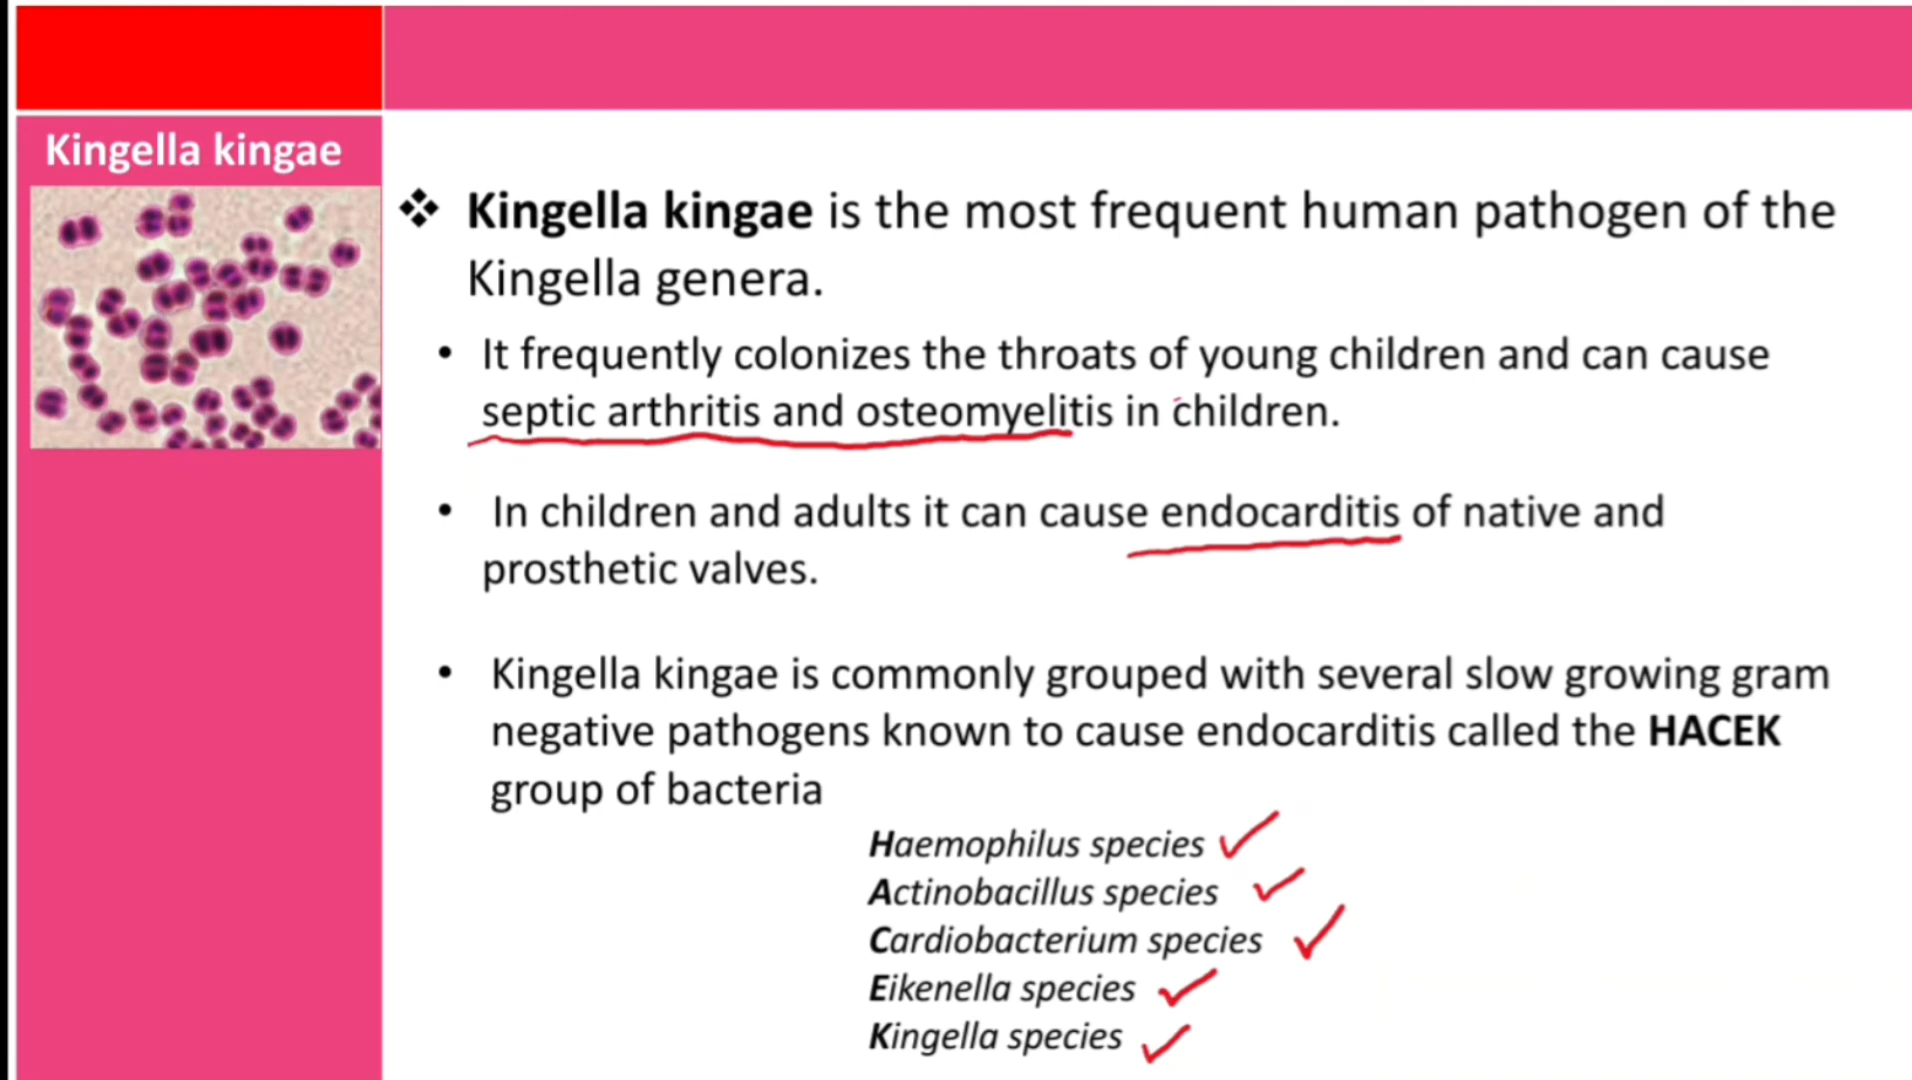 Kingella kingae
❖ Kingella kingae is the most frequent human pathogen of the
Kingella genera.
• It frequently colonizes the throats of young children and can cause
septic arthritis and osteomyelitis in children.
• In children and adults it can cause endocarditis of native and
prosthetic valves.
• Kingella kingae is commonly grouped with several slow growing gram
negative pathogens known to cause endocarditis called the HACEK
group of bacteria
Haemophilus species
Actinobacillus species
Cardiobacterium species
Eikenella species
Kingella species